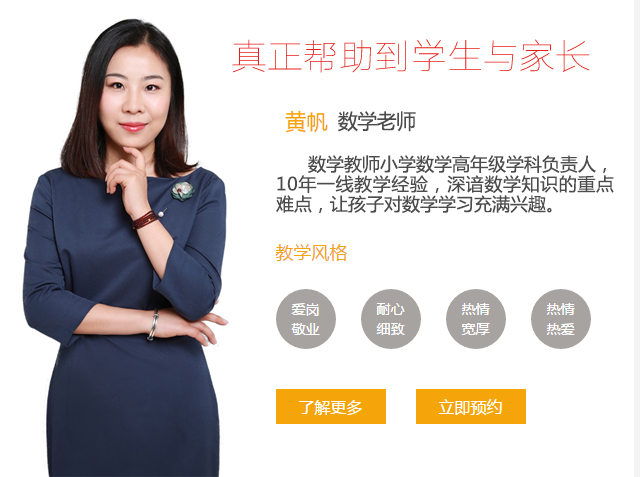 真正帮助到学生与家长
黄帆 数学老师
数学教师小学数学高年级学科负责人，
10年一线教学经验，深谙数学知识的重点
难点，让孩子对数学学习充满兴趣。
教学风格
爱岗 耐心 热情 热情
敬业 细致 宽厚 热爱
了解更多 立即预约